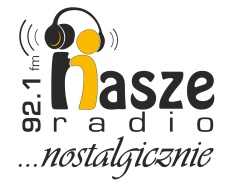 92.1 fm
nasze
radio
...nostalgicznie